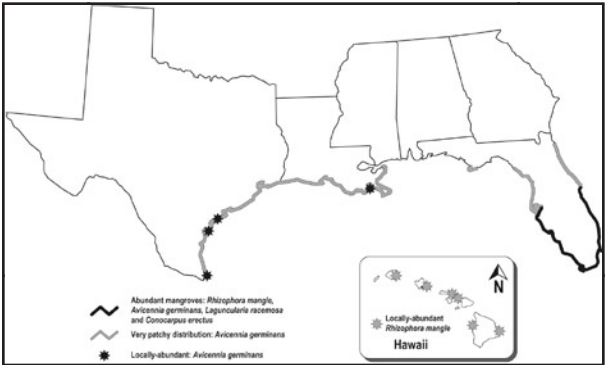 Abundant mangroves: Rhizophora mangle,
Avicennia germinans, Laguncularia racemosa
and Conocarpus erectus
Very patchy distribution: Avicennia germinans
Locally-abundant: Avicennia germinans
N
Locally-abundant
Rhizophora mangle
Hawaii